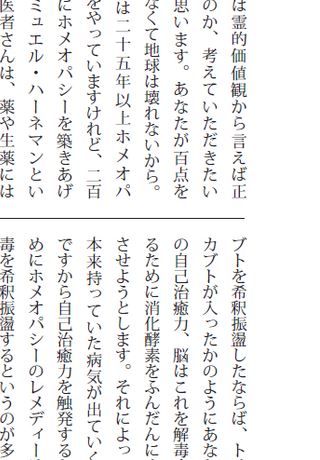 は霊的価値観から言えば正
のか、考えていただきたい
思います。あなたが百点を
なくて地球は壊れないから。
は二十五年以上ホメオパ
をやっていますけれど、二百
にホメオパシーを築きあげ
ミュエル・ハーネマンとい
医者さんは、薬や生薬には
ブトを希釈振盪したならば、ト
カブトが入ったかのようにあな
の自己治癒力、脳はこれを解毒
るために消化酵素をふんだんに
させようとします。それによっ
本来持っていた病気が出ていく
ですから自己治癒力を触発する
めにホメオパシーのレメディー
毒を希釈振盪するというのが多